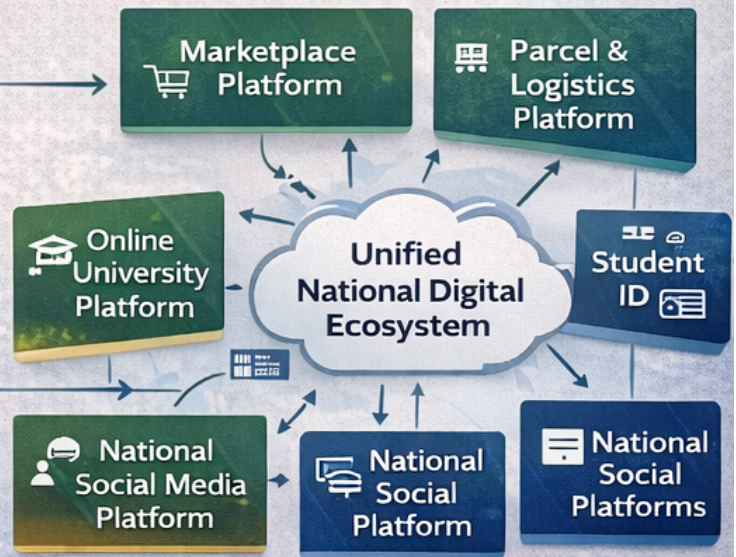 Marketplace
Platform
Parcel &
Logistics
Platform
Online
University
Platform
Unified
National Digital
Ecosystem
Student
ID
National
Social Media
Platform
National
Social
Platform
National
Social
Platforms